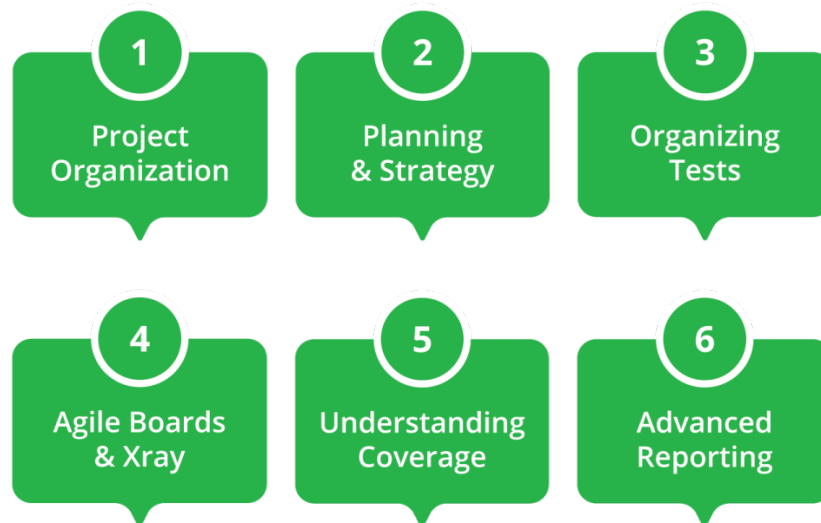 1
Project
Organization
2
Planning
& Strategy
3
Organizing
Tests
4
Agile Boards
& Xray
5
Understanding
Coverage
6
Advanced
Reporting